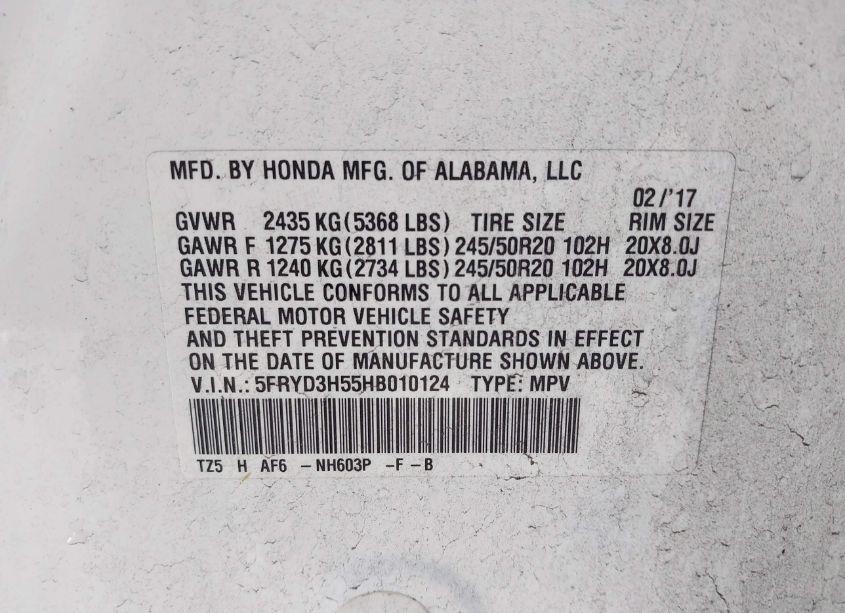 MFD. BY HONDA MFG. OF ALABAMA, LLC
02/'17
GVWR 2435 KG(5368 LBS) TIRE SIZE RIM SIZE
GAWR F 1275 KG(2811 LBS) 245/50R20 102H 20X8.0J
GAWR R 1240 KG(2734 LBS) 245/50R20 102H 20X8.0J
THIS VEHICLE CONFORMS TO ALL APPLICABLE
FEDERAL MOTOR VEHICLE SAFETY
AND THEFT PREVENTION STANDARDS IN EFFECT
ON THE DATE OF MANUFACTURE SHOWN ABOVE.
V.I.N.: 5FRYD3H55HB010124 TYPE: MPV
TZ5 H AF6 -NH603P -F-B